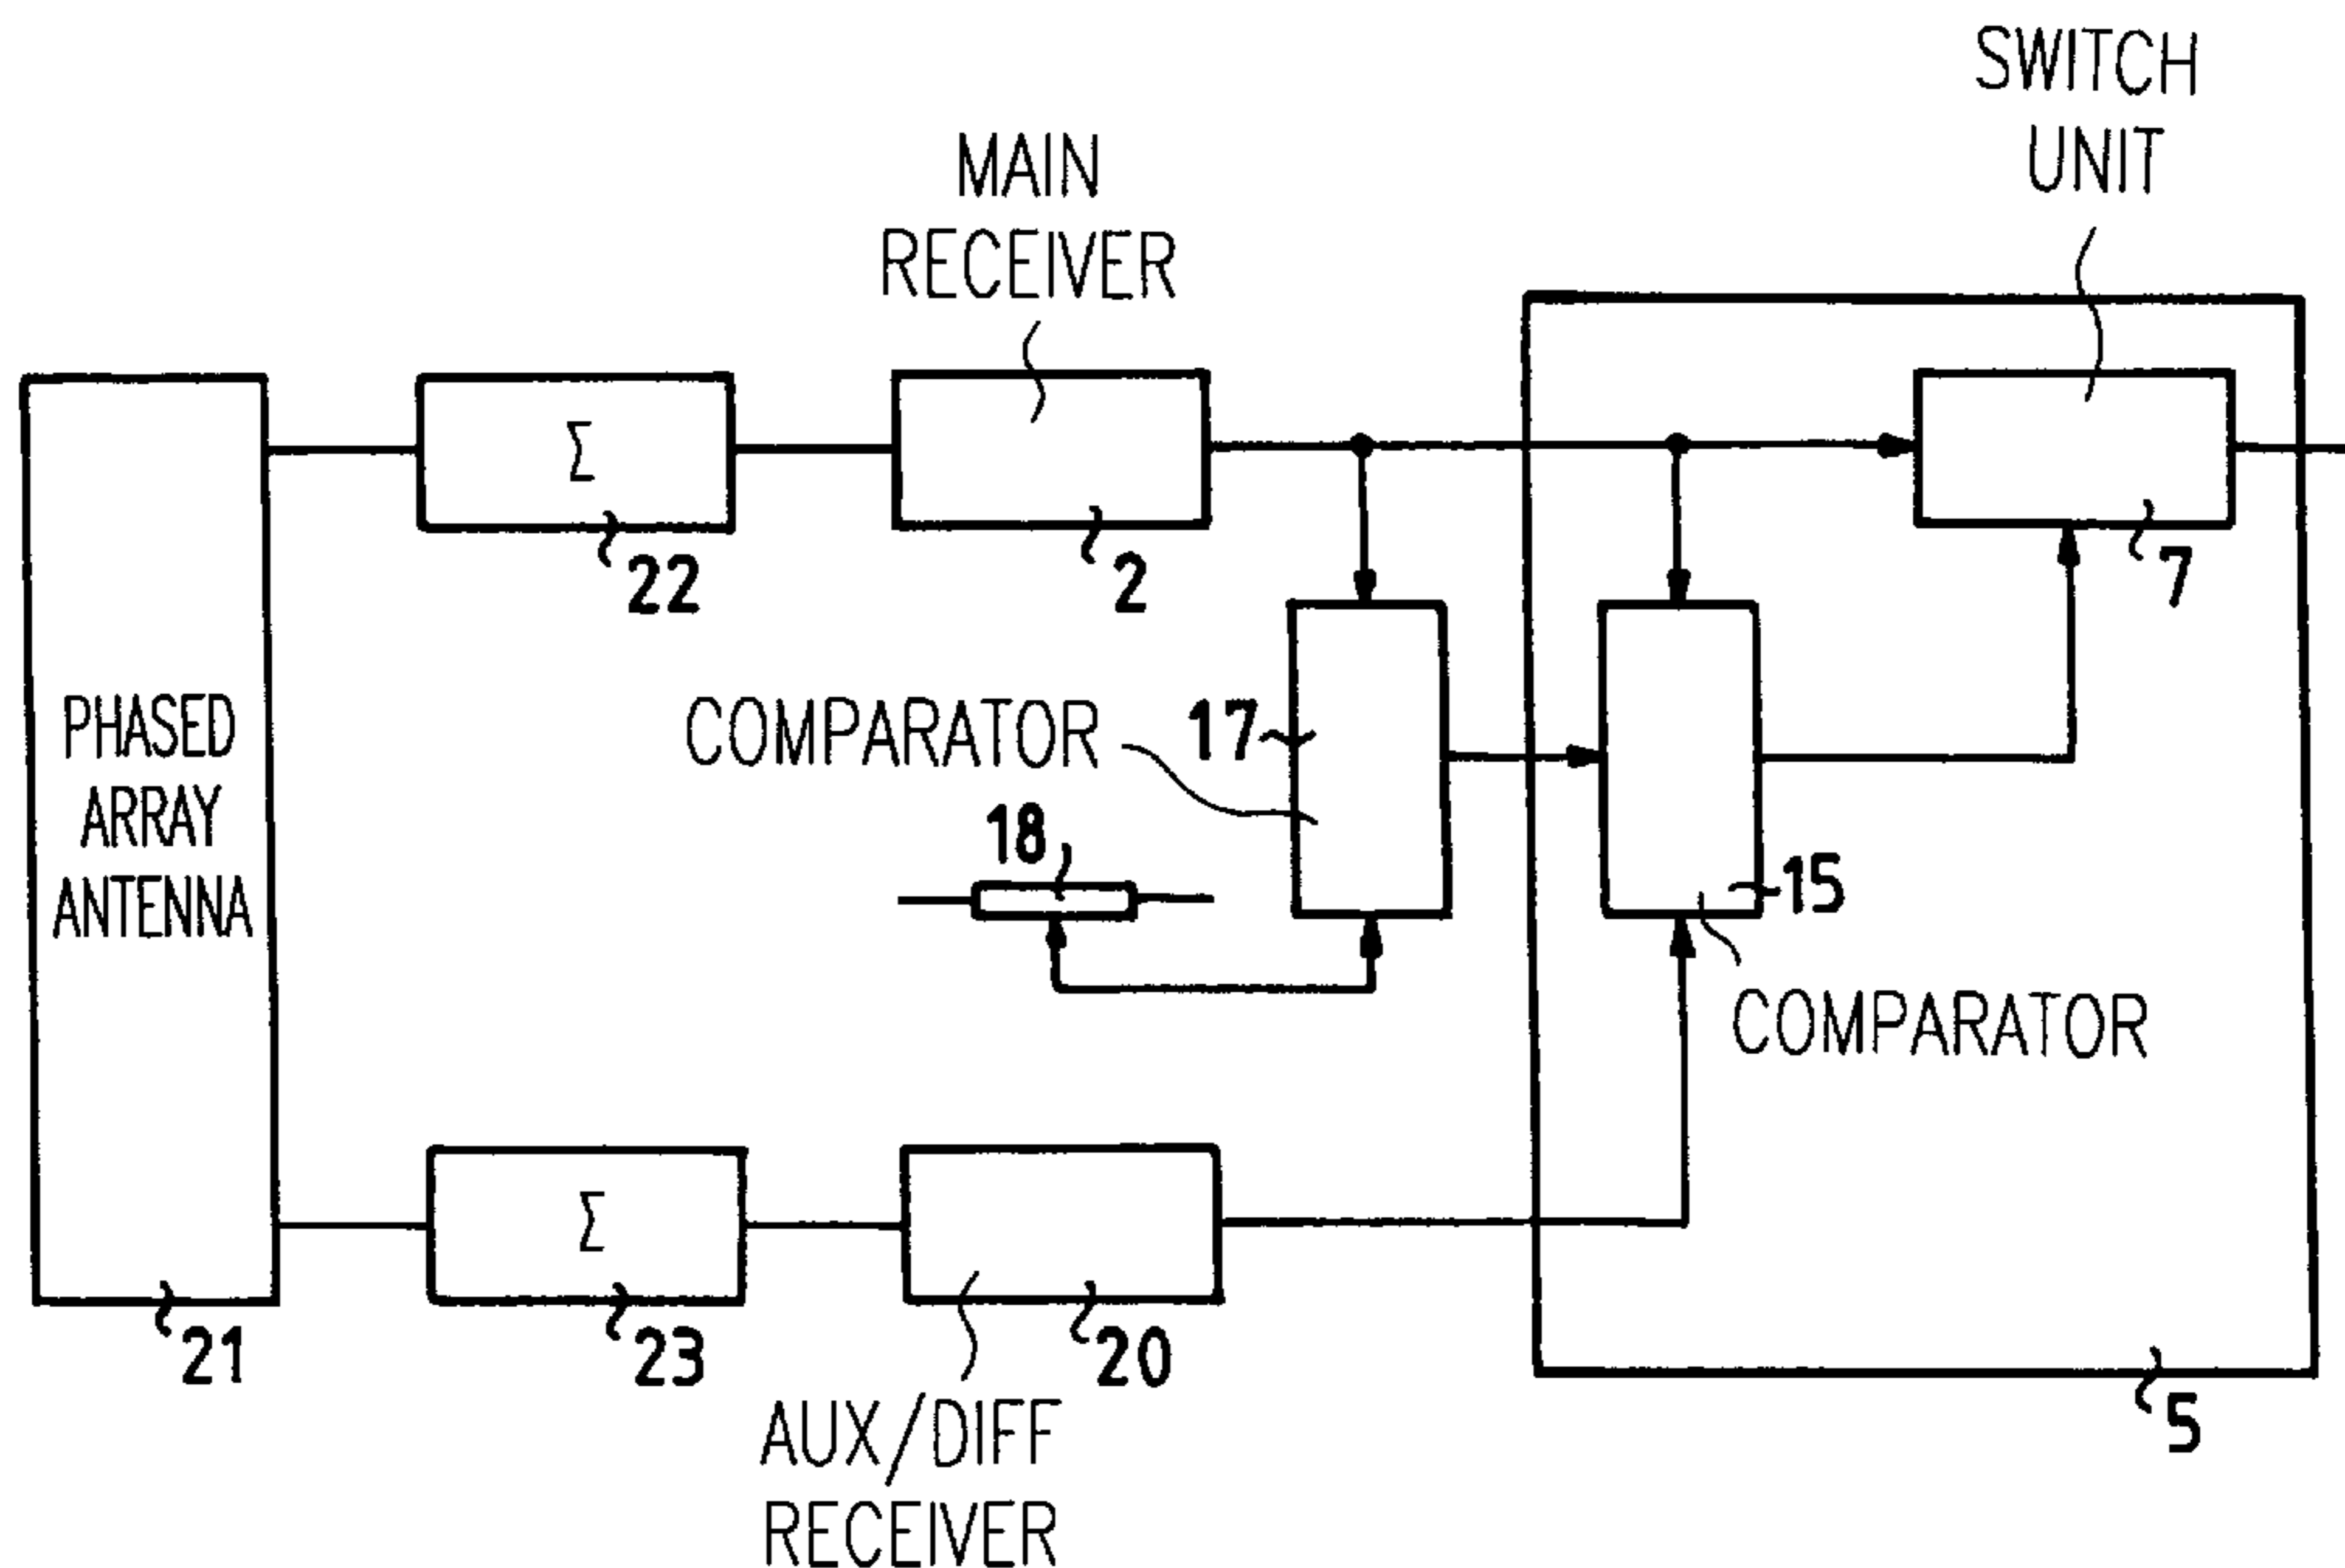 SWITCH
UNIT
MAIN
RECEIVER
Σ
22
2
7
PHASED
ARRAY
ANTENNA
COMPARATOR
17
18
15
COMPARATOR
Σ
21
23
20
5
AUX/DIFF
RECEIVER